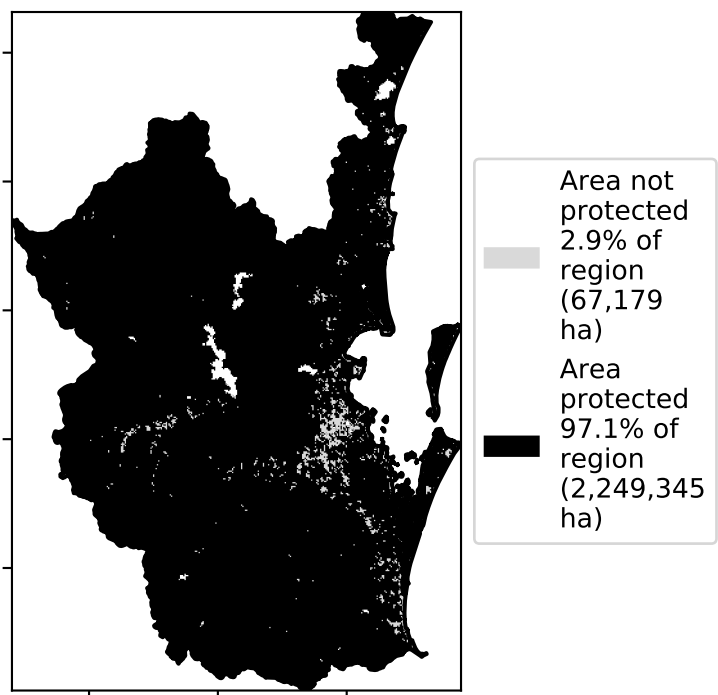 Area not
protected
2.9% of
region
(67,179
ha)
Area
protected
97.1% of
region
(2,249,345
ha)